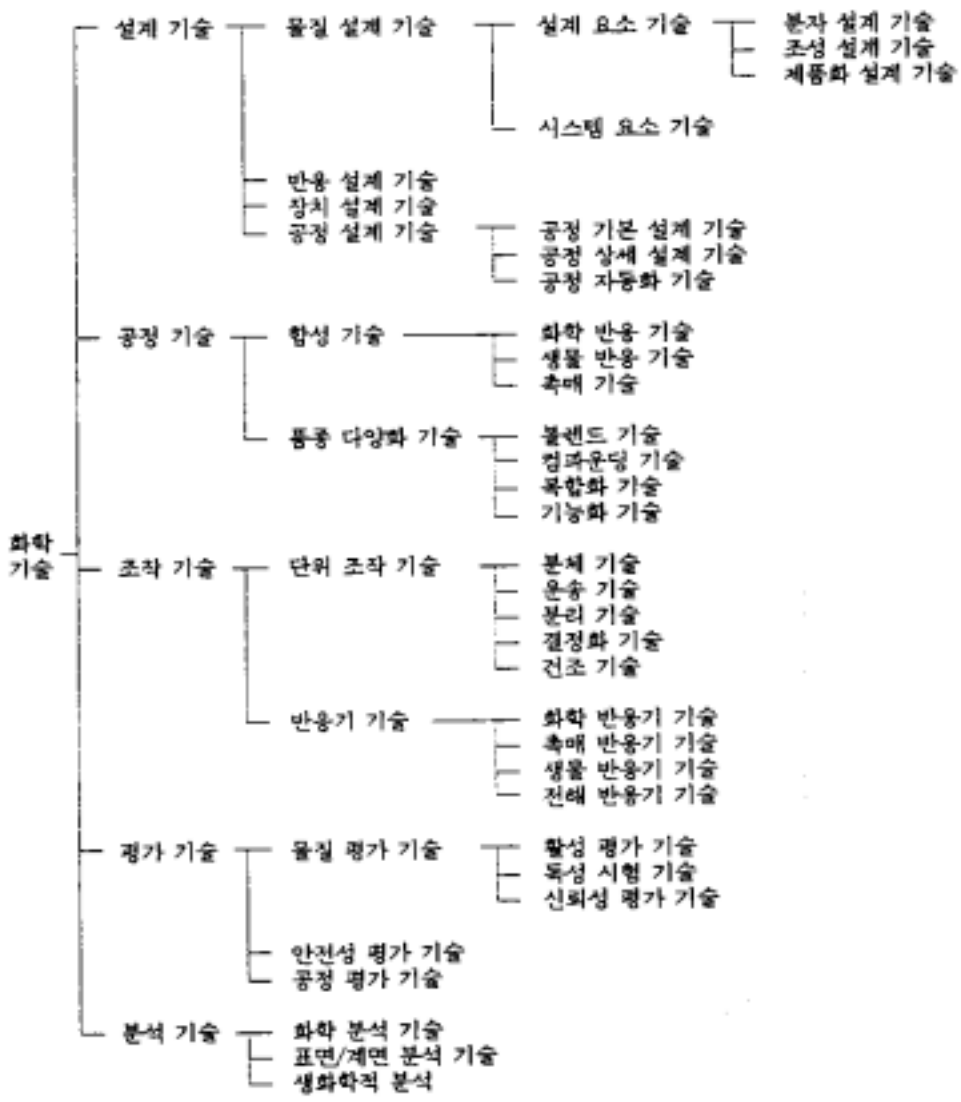 설계 기술 물질 설계 기술 설계 요소 기술 분자 설계 기술
조성 설계 기술
제품화 설계 기술
시스템 요소 기술
반응 설계 기술
장치 설계 기술
공정 설계 기술 공정 기본 설계 기술
공정 상세 설계 기술
공정 자동화 기술
공정 기술 합성 기술 화학 반응 기술
생물 반응 기술
촉매 기술
품종 다양화 기술 블렌드 기술
컴파운딩 기술
복합화 기술
기능화 기술
화학
기술
조작 기술 단위 조작 기술 분체 기술
운송 기술
분리 기술
결정화 기술
건조 기술
반응기 기술 화학 반응기 기술
촉매 반응기 기술
생물 반응기 기술
전해 반응기 기술
평가 기술 물질 평가 기술 활성 평가 기술
독성 시험 기술
신뢰성 평가 기술
안전성 평가 기술
공정 평가 기술
분석 기술 화학 분석 기술
표면/계면 분석 기술
생화학적 분석